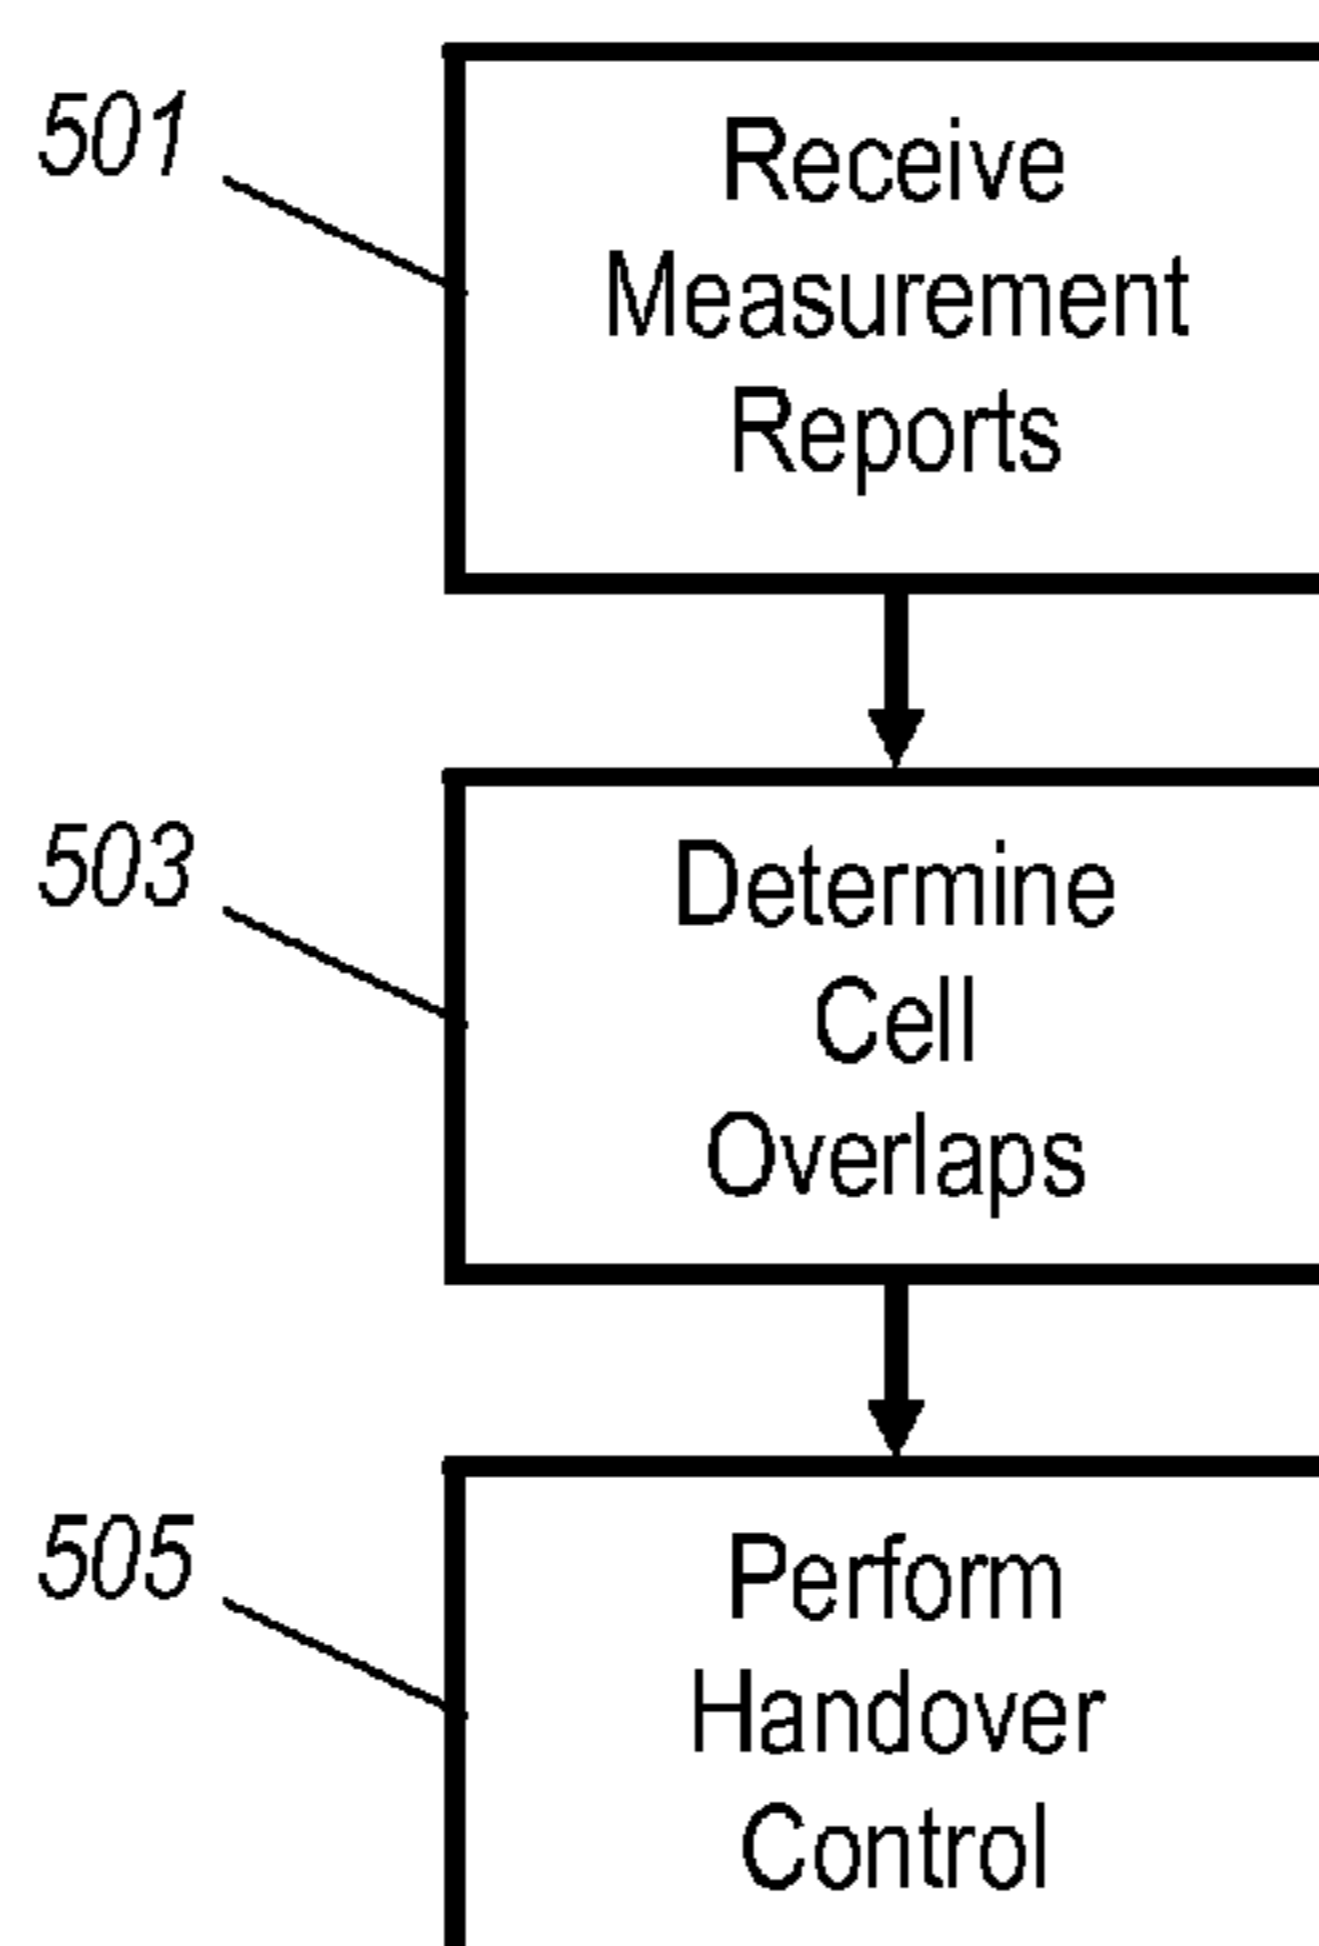 501
Receive
Measurement
Reports
503
Determine
Cell
Overlaps
505
Perform
Handover
Control